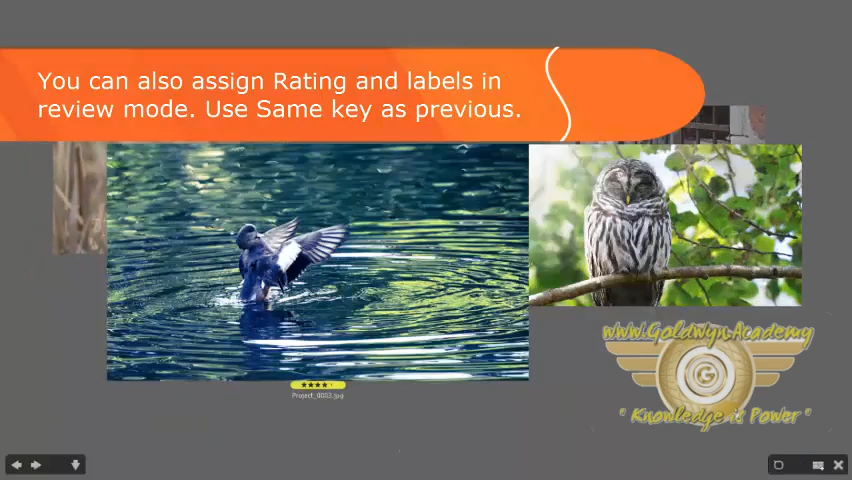 You can also assign Rating and labels in
review mode. Use Same key as previous.
www.GoldwynAcademy
G
" Knowledge is Power "
Project_4083.jpg